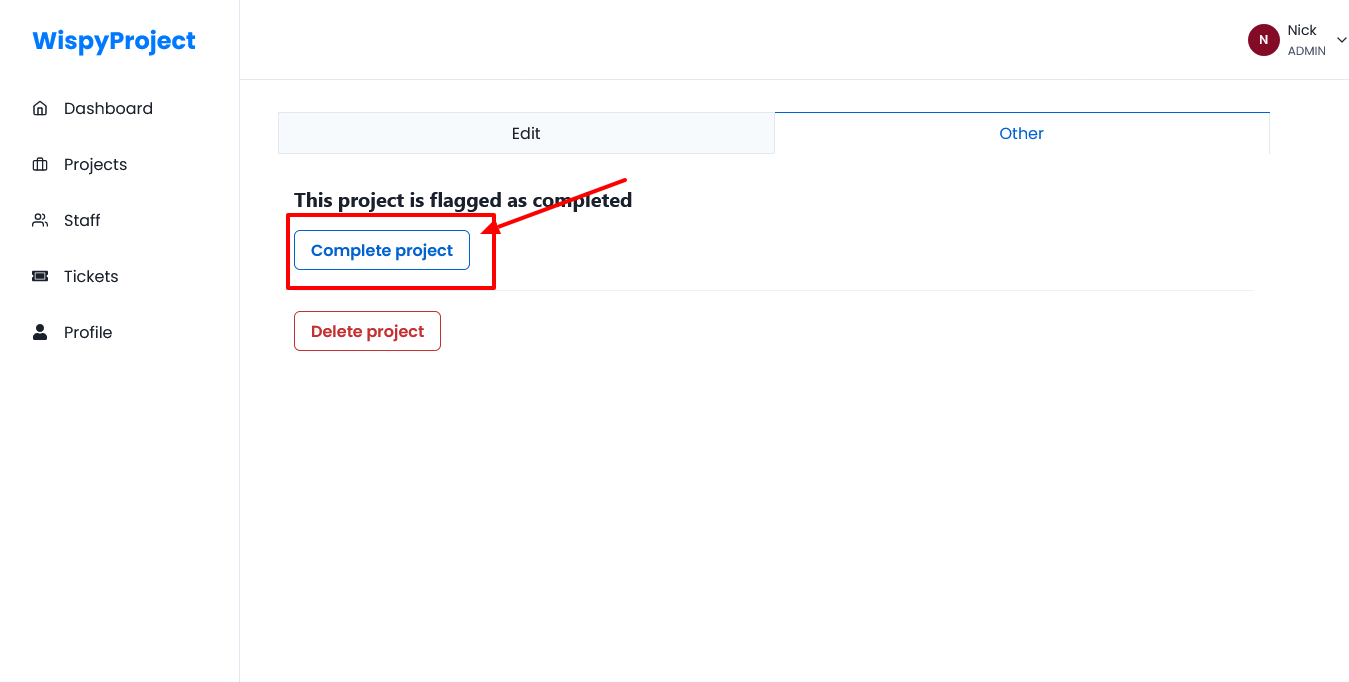 WispyProject
Nick
N
ADMIN
Dashboard
Projects
Staff
Tickets
Profile
Edit
Other
This project is flagged as completed
Complete project
Delete project